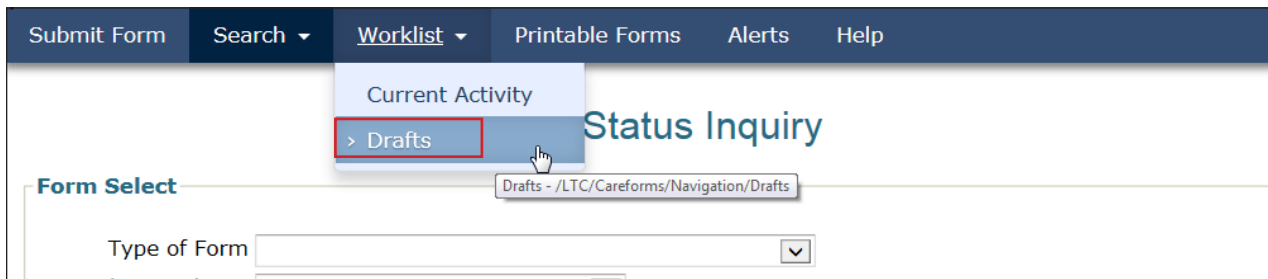 Submit Form Search Worklist Printable Forms Alerts Help
Current Activity
Status Inquiry
› Drafts
Drafts - /LTC/Careforms/Navigation/Drafts
Form Select
Type of Form